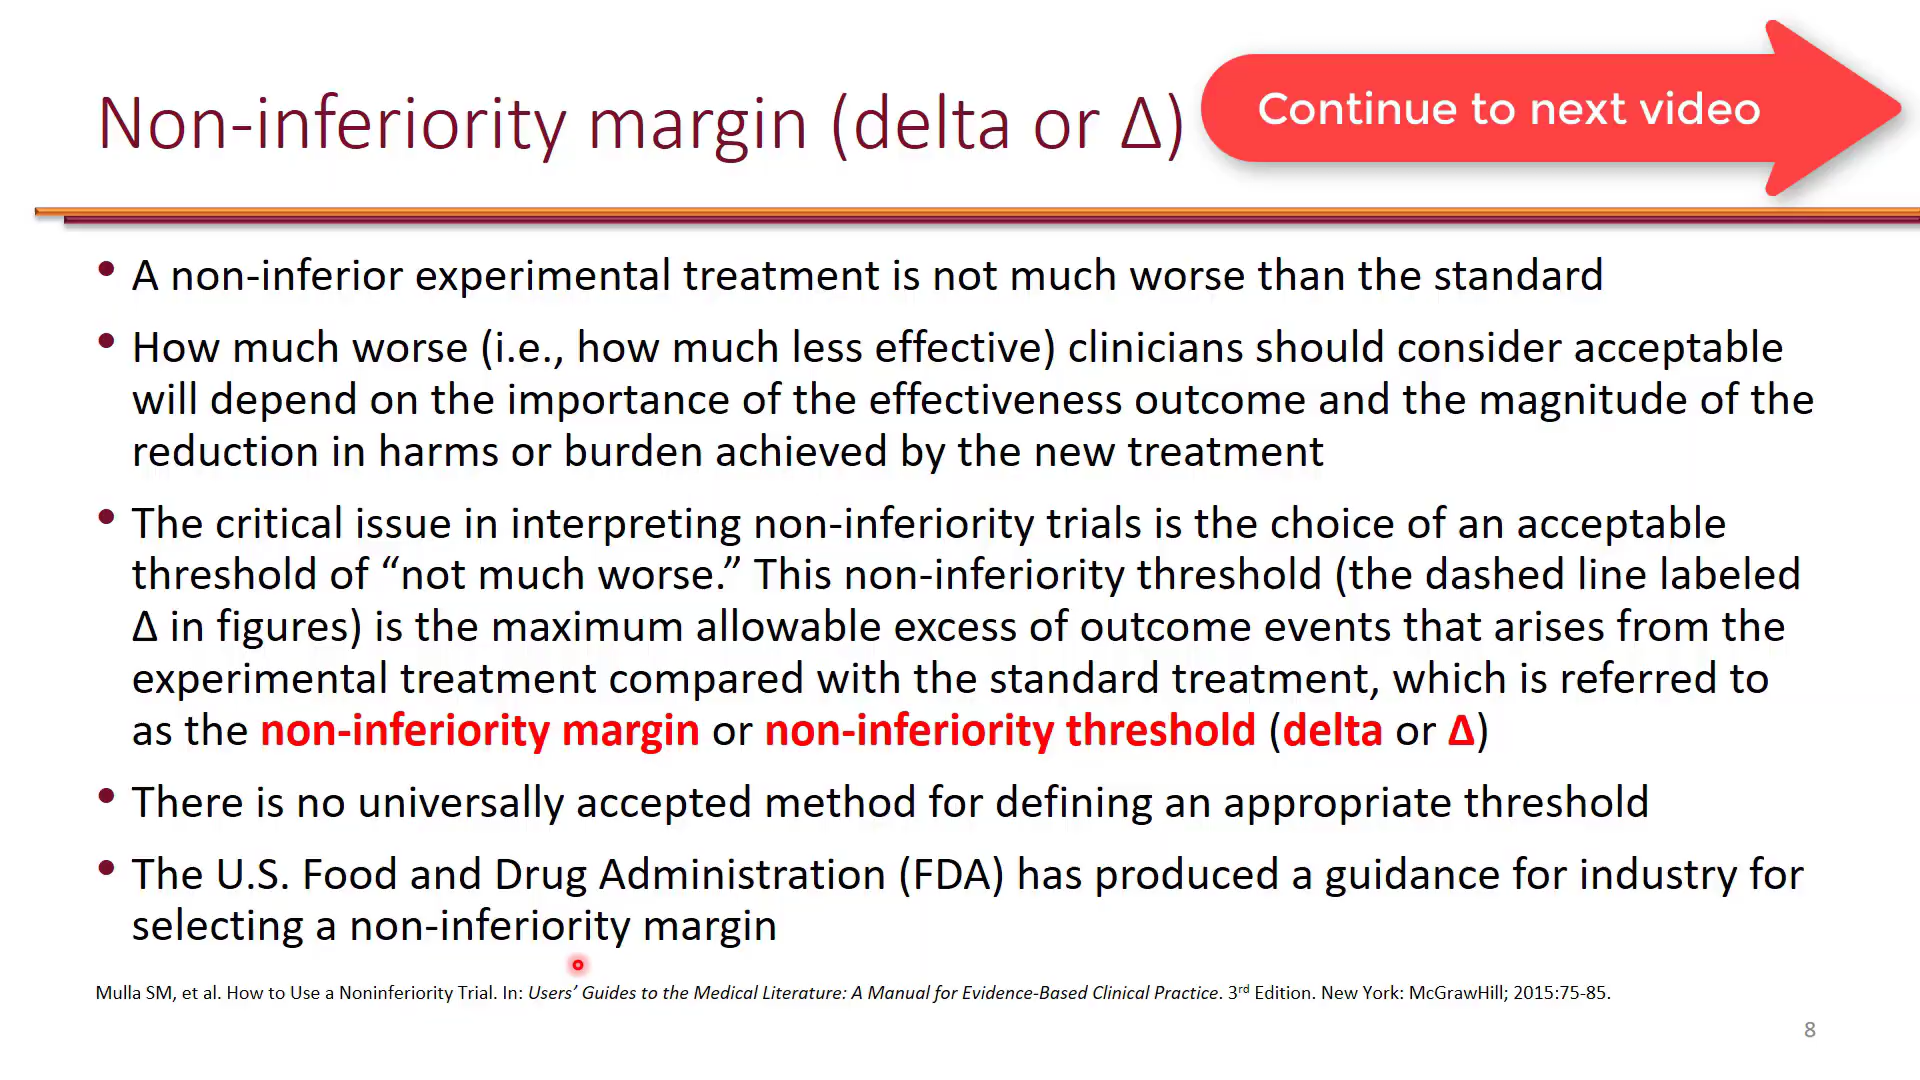 Non-inferiority margin (delta or Δ)
Continue to next video
• A non-inferior experimental treatment is not much worse than the standard
• How much worse (i.e., how much less effective) clinicians should consider acceptable
will depend on the importance of the effectiveness outcome and the magnitude of the
reduction in harms or burden achieved by the new treatment
• The critical issue in interpreting non-inferiority trials is the choice of an acceptable
threshold of “not much worse.” This non-inferiority threshold (the dashed line labeled
Δ in figures) is the maximum allowable excess of outcome events that arises from the
experimental treatment compared with the standard treatment, which is referred to
as the non-inferiority margin or non-inferiority threshold (delta or Δ)
• There is no universally accepted method for defining an appropriate threshold
• The U.S. Food and Drug Administration (FDA) has produced a guidance for industry for
selecting a non-inferiority margin
Mulla SM, et al. How to Use a Noninferiority Trial. In: Users’ Guides to the Medical Literature: A Manual for Evidence-Based Clinical Practice. 3rd Edition. New York: McGrawHill; 2015:75-85.
8